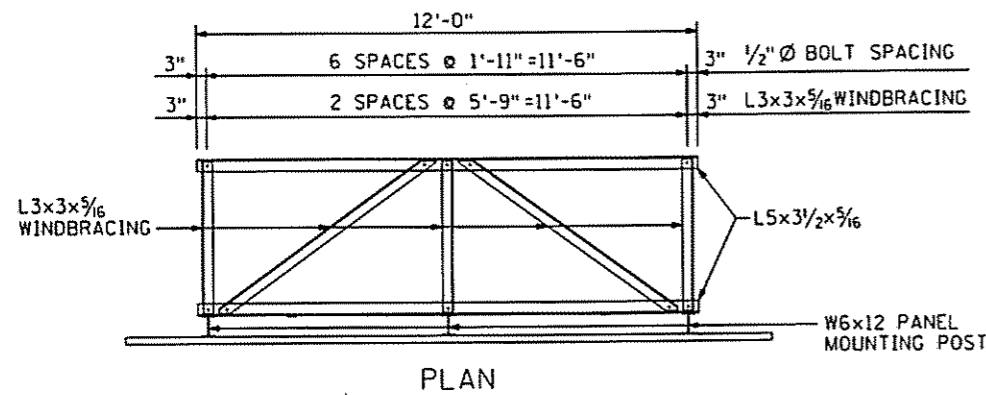 12'-0"
3" 6 SPACES @ 1'-11"=11'-6" 3" 1/2" Ø BOLT SPACING
3" 2 SPACES @ 5'-9"=11'-6" 3" L3x3x5/16 WINDBRACING
L3x3x5/16
WINDBRACING
L5x3 1/2x5/16
W6x12 PANEL
MOUNTING POST
PLAN